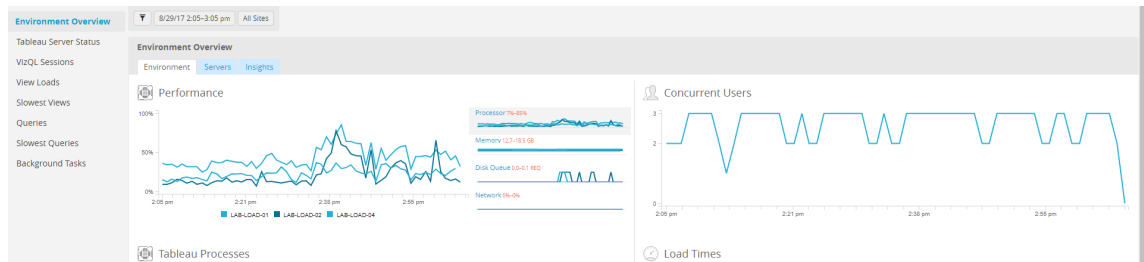 Environment Overview
Tableau Server Status
VizQL Sessions
View Loads
Slowest Views
Queries
Slowest Queries
Background Tasks
8/29/17 2:05–3:05 pm All Sites
Environment Overview
Environment Servers Insights
Performance
100%
50%
0%
2:05 pm 2:21 pm 2:38 pm 2:55 pm
LAB-LOAD-01 LAB-LOAD-02 LAB-LOAD-04
Processor 7%–85%
Memory 12.7–18.3 GB
Disk Queue 0.0–0.1 REQ
Network 0%–0%
Concurrent Users
3
2
0
2:05 pm 2:21 pm 2:38 pm 2:55 pm
Tableau Processes
Load Times